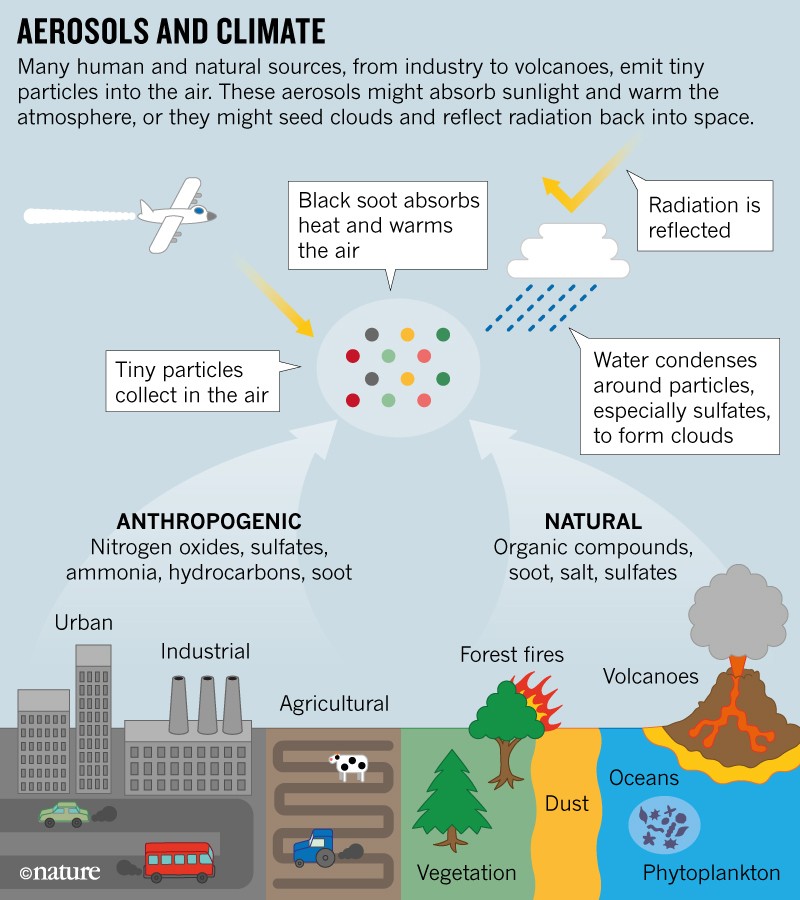 AEROSOLS AND CLIMATE
Many human and natural sources, from industry to volcanoes, emit tiny
particles into the air. These aerosols might absorb sunlight and warm the
atmosphere, or they might seed clouds and reflect radiation back into space.
Black soot absorbs
heat and warms
the air
Radiation is
reflected
Tiny particles
collect in the air
Water condenses
around particles,
especially sulfates,
to form clouds
ANTHROPOGENIC
Nitrogen oxides, sulfates,
ammonia, hydrocarbons, soot
NATURAL
Organic compounds,
soot, salt, sulfates
Urban
Industrial
Agricultural
Forest fires
Volcanoes
Oceans
Dust
Vegetation
Phytoplankton
©nature